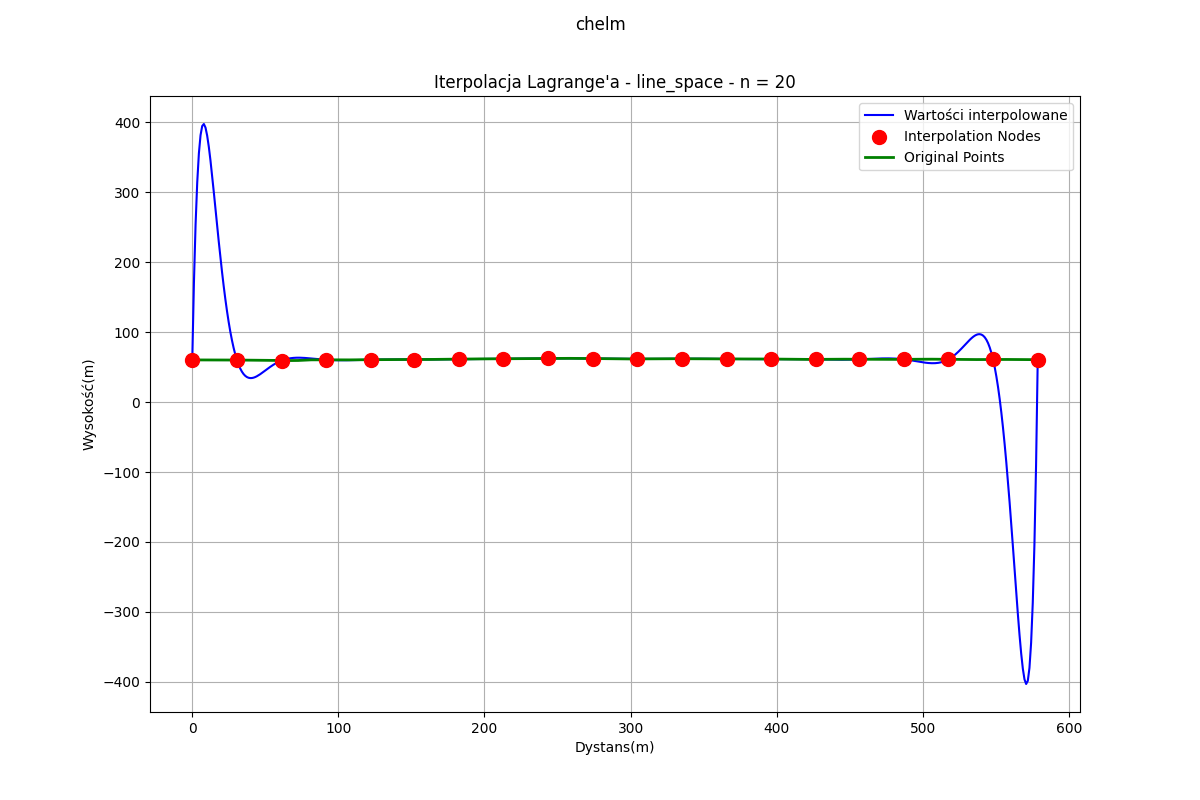 chelm
Iterpolacja Lagrange'a - line_space - n = 20
Wartości interpolowane
Interpolation Nodes
Original Points
400
300
200
100
0
−100
−200
−300
−400
Wysokość(m)
0 100 200 300 400 500 600
Dystans(m)